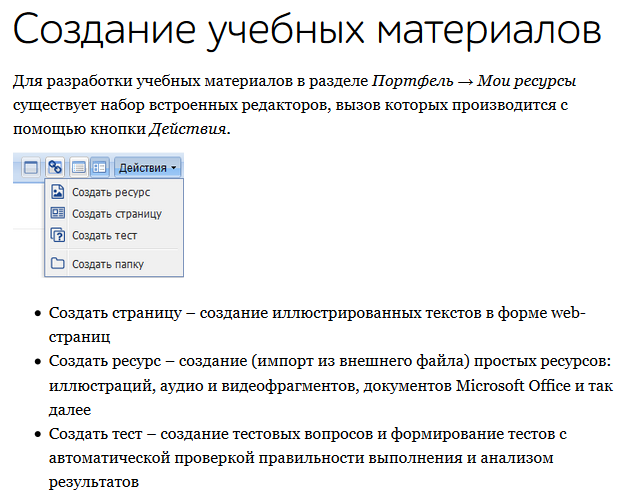 Создание учебных материалов
Для разработки учебных материалов в разделе Портфель → Мои ресурсы
существует набор встроенных редакторов, вызов которых производится с
помощью кнопки Действия.
Действия
Создать ресурс
Создать страницу
Создать тест
Создать папку
• Создать страницу – создание иллюстрированных текстов в форме web-
страниц
• Создать ресурс – создание (импорт из внешнего файла) простых ресурсов:
иллюстраций, аудио и видеофрагментов, документов Microsoft Office и так
далее
• Создать тест – создание тестовых вопросов и формирование тестов с
автоматической проверкой правильности выполнения и анализом
результатов